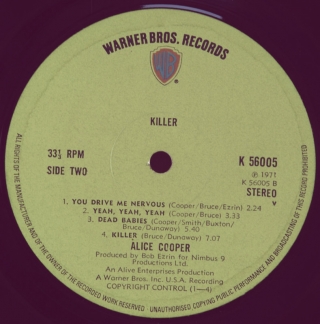 WARNER BROS. RECORDS
KILLER
33⅓ RPM
SIDE TWO
K 56005
℗ 1971
K 56005 B
STEREO
v
1. YOU DRIVE ME NERVOUS (Cooper/Bruce/Ezrin) 2.24
2. YEAH, YEAH, YEAH (Cooper/Bruce) 3.33
3. DEAD BABIES (Cooper/Smith/Buxton/
Bruce/Dunaway) 5.40
4. KILLER (Bruce/Dunaway) 7.07
ALICE COOPER
Produced by Bob Ezrin for Nimbus 9
Productions Ltd.
An Alive Enterprises Production
A Warner Bros. Inc. U.S.A. Recording
COPYRIGHT CONTROL (1—4)
ALL RIGHTS OF THE MANUFACTURER AND OF THE OWNER OF THE RECORDED WORK RESERVED · UNAUTHORISED COPYING PUBLIC PERFORMANCE AND BROADCASTING OF THIS RECORD PROHIBITED